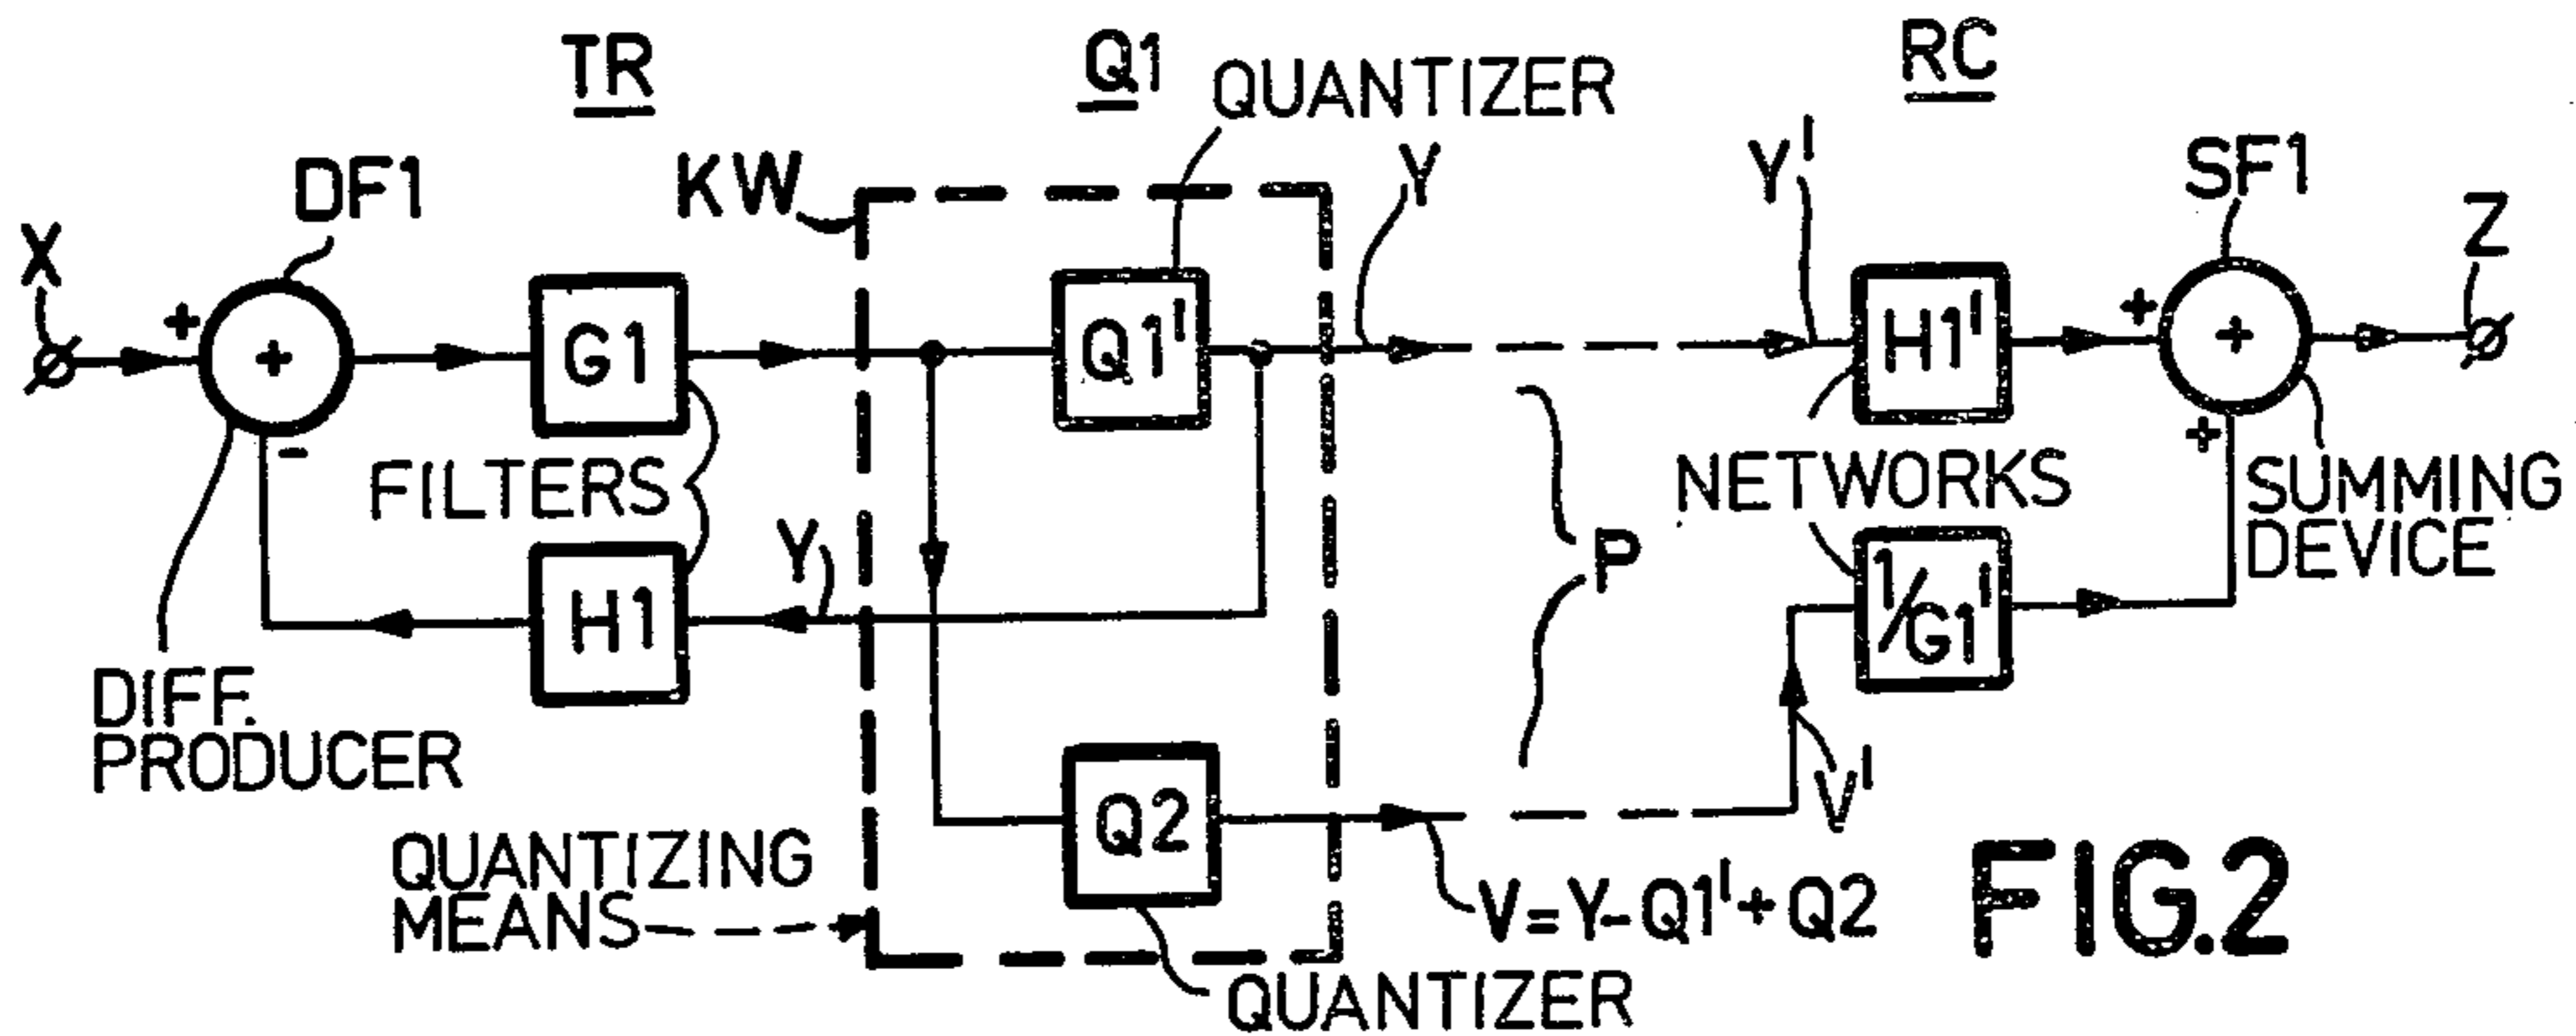 TR
Q1
QUANTIZER
RC
X
DF1
KW
Y
Y'
SF1
Z
+
+
G1
Q1'
H1'
+
+
-
FILTERS
NETWORKS
+
SUMMING
DEVICE
Y
P
H1
1/G1'
DIFF.
PRODUCER
Q2
V'
QUANTIZING
MEANS
V=Y-Q1'+Q2
QUANTIZER
FIG.2